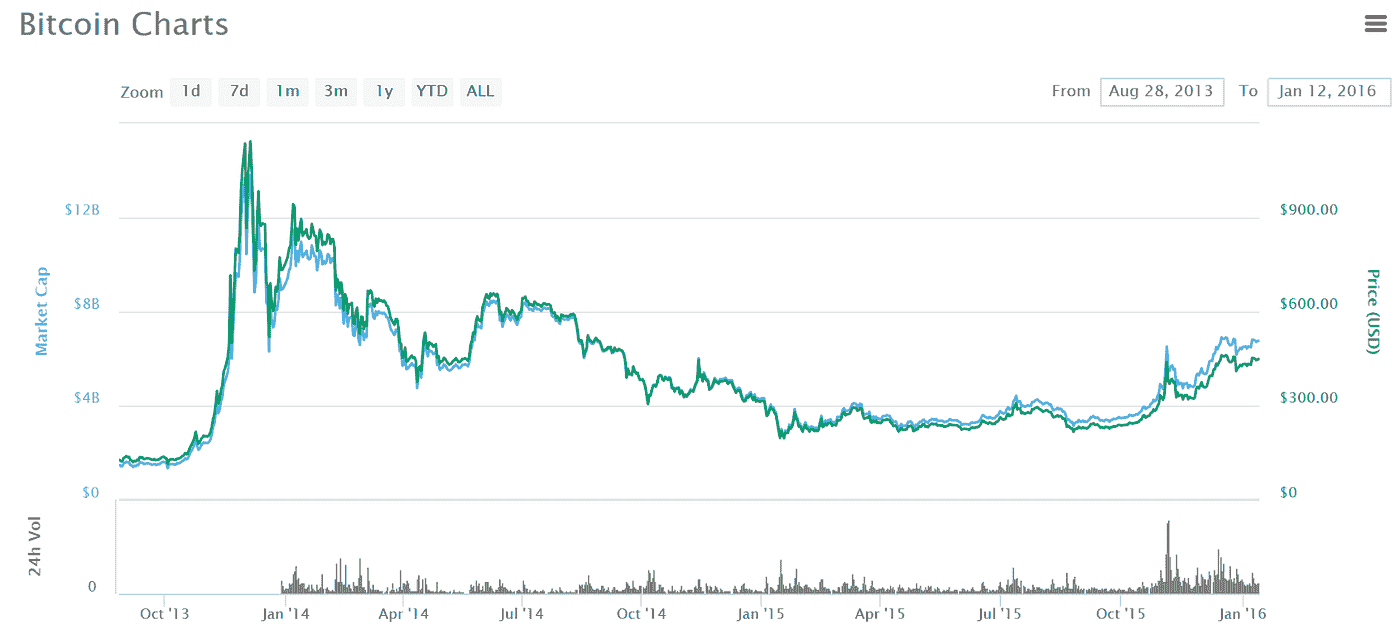 Bitcoin Charts
Zoom 1d 7d 1m 3m 1y YTD ALL From Aug 28, 2013 To Jan 12, 2016
$12B $900.00
$8B $600.00
$4B $300.00
$0 $0
Market Cap
Price (USD)
24h Vol
0
Oct '13 Jan '14 Apr '14 Jul '14 Oct '14 Jan '15 Apr '15 Jul '15 Oct '15 Jan '16